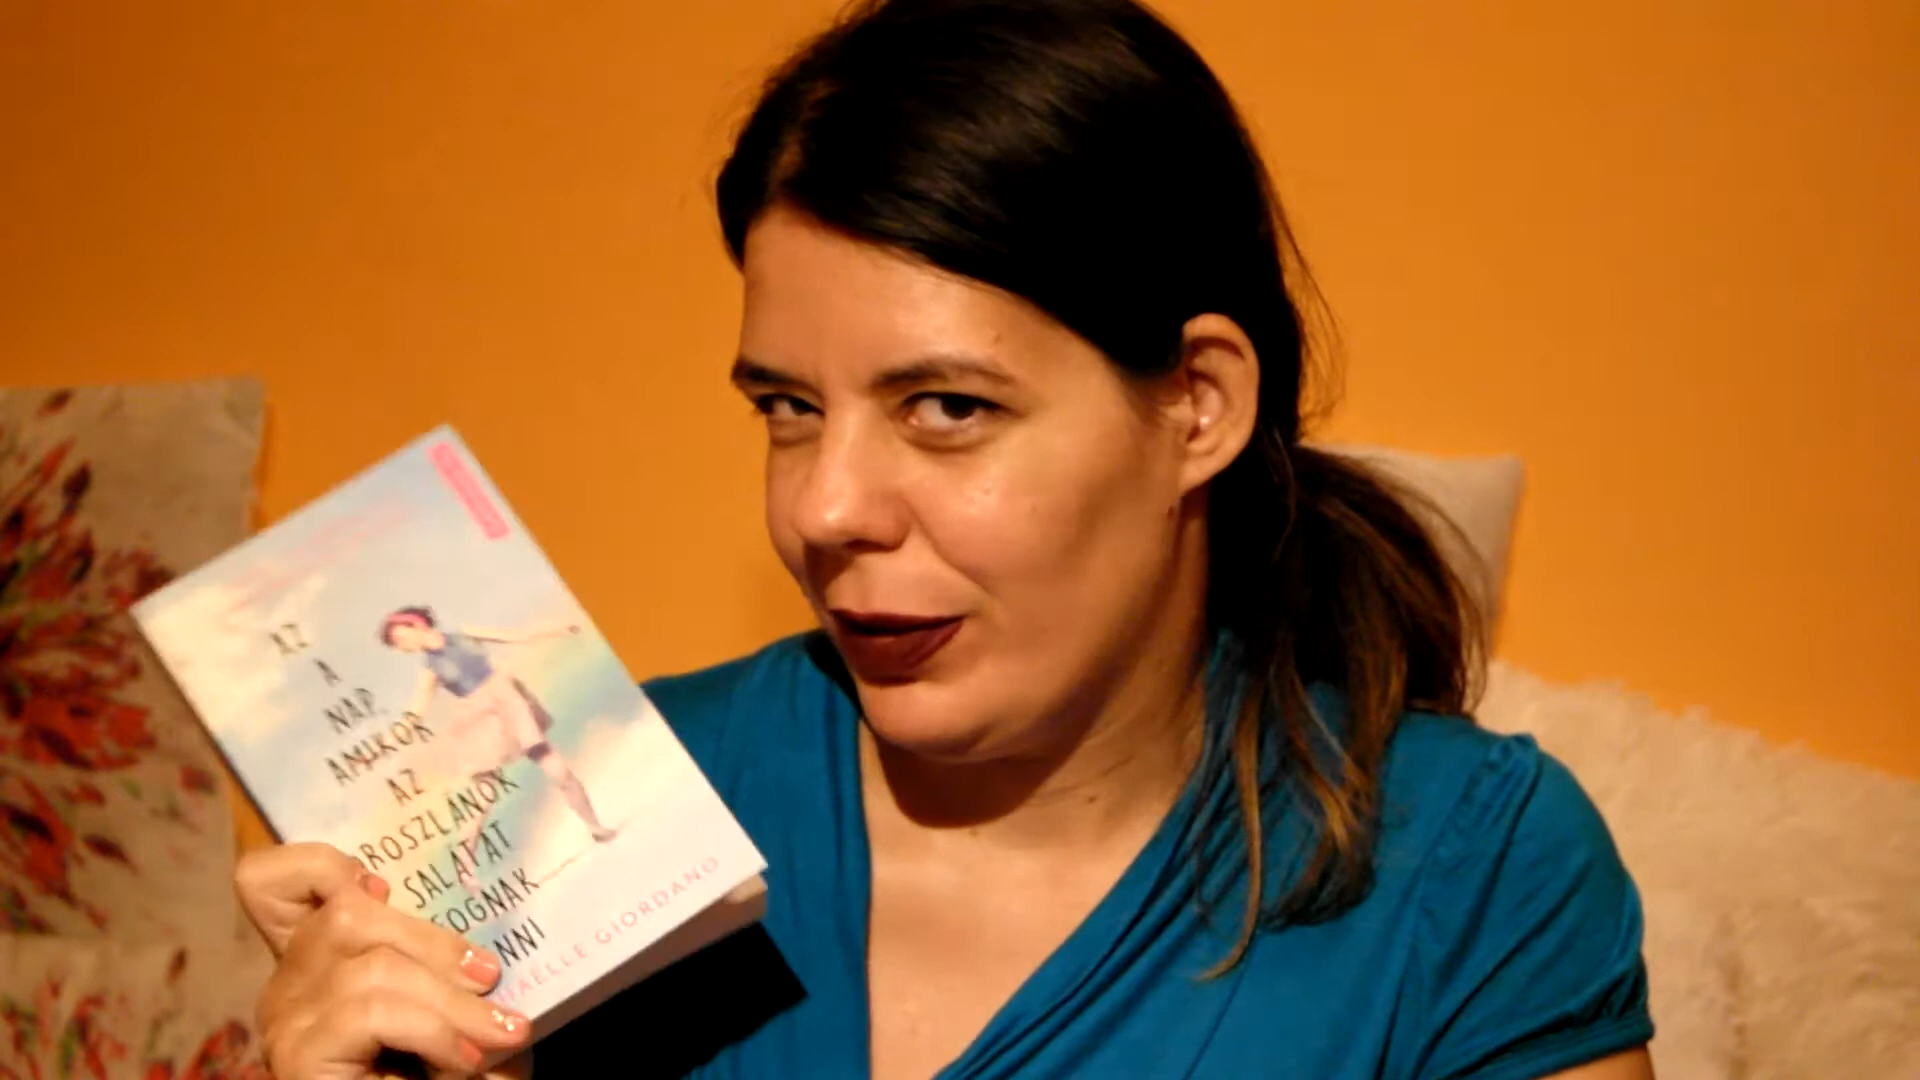 AZ
A
NAP,
AMIKOR
AZ
OROSZLÁNOK
SALÁTÁT
FOGNAK
ENNI
GIORDANO